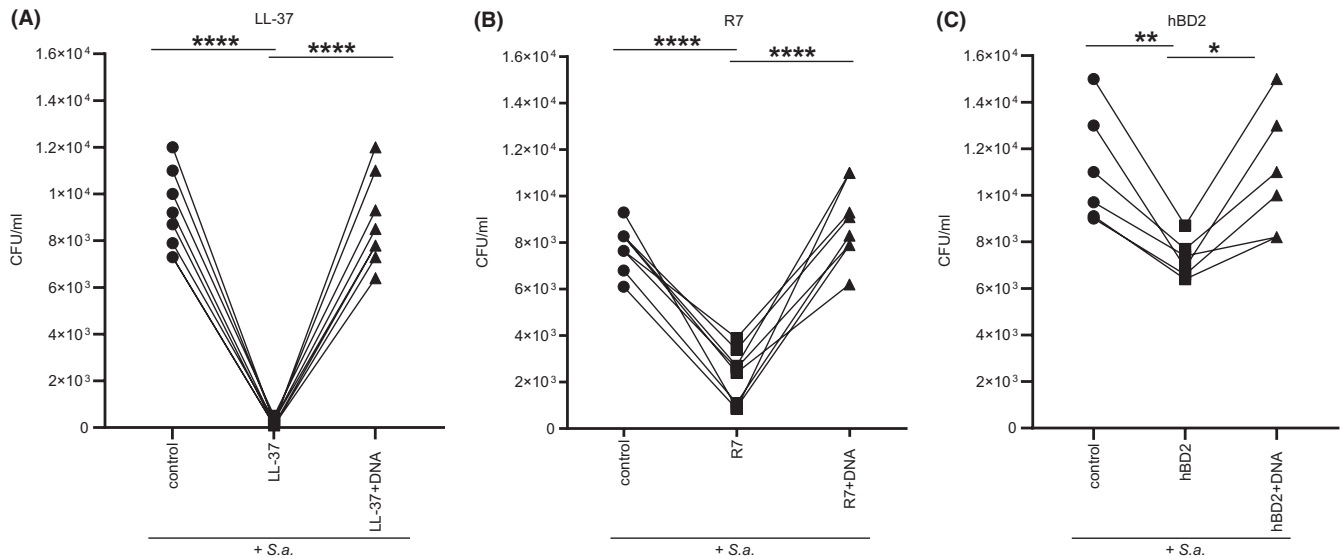 (A)
LL-37
****
****
1.6×10⁴
1.4×10⁴
1.2×10⁴
1×10⁴
8×10³
6×10³
4×10³
2×10³
0
CFU/ml
control
LL-37
LL-37+DNA
+ S.a.
(B)
R7
****
****
1.6×10⁴
1.4×10⁴
1.2×10⁴
1×10⁴
8×10³
6×10³
4×10³
2×10³
0
CFU/ml
control
R7
R7+DNA
+ S.a.
(C)
hBD2
**
*
1.6×10⁴
1.4×10⁴
1.2×10⁴
1×10⁴
8×10³
6×10³
4×10³
2×10³
0
CFU/ml
control
hBD2
hBD2+DNA
+ S.a.